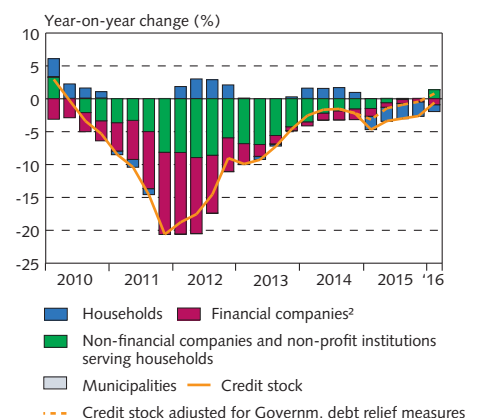 Year-on-year change (%)
10
5
0
-5
-10
-15
-20
-25
2010 2011 2012 2013 2014 2015 '16
Households Financial companies²
Non-financial companies and non-profit institutions
serving households
Municipalities Credit stock
Credit stock adjusted for Governm. debt relief measures